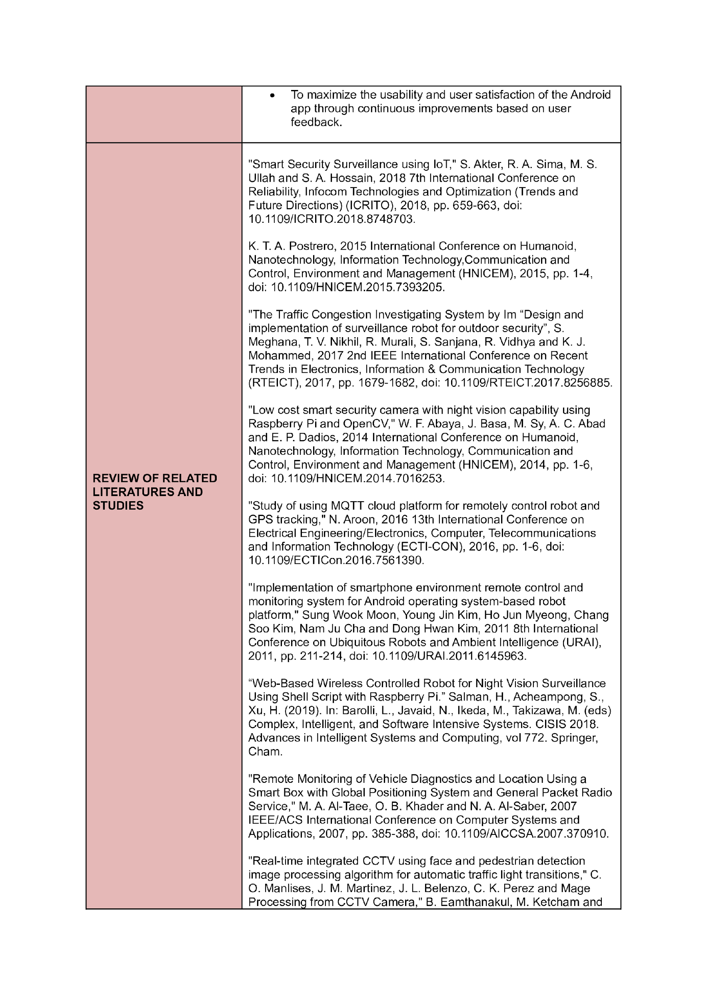 • To maximize the usability and user satisfaction of the Android
app through continuous improvements based on user
feedback.
REVIEW OF RELATED
LITERATURES AND
STUDIES
"Smart Security Surveillance using IoT," S. Akter, R. A. Sima, M. S.
Ullah and S. A. Hossain, 2018 7th International Conference on
Reliability, Infocom Technologies and Optimization (Trends and
Future Directions) (ICRITO), 2018, pp. 659-663, doi:
10.1109/ICRITO.2018.8748703.
K. T. A. Postrero, 2015 International Conference on Humanoid,
Nanotechnology, Information Technology,Communication and
Control, Environment and Management (HNICEM), 2015, pp. 1-4,
doi: 10.1109/HNICEM.2015.7393205.
"The Traffic Congestion Investigating System by Im “Design and
implementation of surveillance robot for outdoor security”, S.
Meghana, T. V. Nikhil, R. Murali, S. Sanjana, R. Vidhya and K. J.
Mohammed, 2017 2nd IEEE International Conference on Recent
Trends in Electronics, Information & Communication Technology
(RTEICT), 2017, pp. 1679-1682, doi: 10.1109/RTEICT.2017.8256885.
"Low cost smart security camera with night vision capability using
Raspberry Pi and OpenCV," W. F. Abaya, J. Basa, M. Sy, A. C. Abad
and E. P. Dadios, 2014 International Conference on Humanoid,
Nanotechnology, Information Technology, Communication and
Control, Environment and Management (HNICEM), 2014, pp. 1-6,
doi: 10.1109/HNICEM.2014.7016253.
"Study of using MQTT cloud platform for remotely control robot and
GPS tracking," N. Aroon, 2016 13th International Conference on
Electrical Engineering/Electronics, Computer, Telecommunications
and Information Technology (ECTI-CON), 2016, pp. 1-6, doi:
10.1109/ECTICon.2016.7561390.
"Implementation of smartphone environment remote control and
monitoring system for Android operating system-based robot
platform," Sung Wook Moon, Young Jin Kim, Ho Jun Myeong, Chang
Soo Kim, Nam Ju Cha and Dong Hwan Kim, 2011 8th International
Conference on Ubiquitous Robots and Ambient Intelligence (URAI),
2011, pp. 211-214, doi: 10.1109/URAI.2011.6145963.
“Web-Based Wireless Controlled Robot for Night Vision Surveillance
Using Shell Script with Raspberry Pi.” Salman, H., Acheampong, S.,
Xu, H. (2019). In: Barolli, L., Javaid, N., Ikeda, M., Takizawa, M. (eds)
Complex, Intelligent, and Software Intensive Systems. CISIS 2018.
Advances in Intelligent Systems and Computing, vol 772. Springer,
Cham.
"Remote Monitoring of Vehicle Diagnostics and Location Using a
Smart Box with Global Positioning System and General Packet Radio
Service," M. A. Al-Taee, O. B. Khader and N. A. Al-Saber, 2007
IEEE/ACS International Conference on Computer Systems and
Applications, 2007, pp. 385-388, doi: 10.1109/AICCSA.2007.370910.
"Real-time integrated CCTV using face and pedestrian detection
image processing algorithm for automatic traffic light transitions," C.
O. Manlises, J. M. Martinez, J. L. Belenzo, C. K. Perez and Mage
Processing from CCTV Camera," B. Eamthanakul, M. Ketcham and